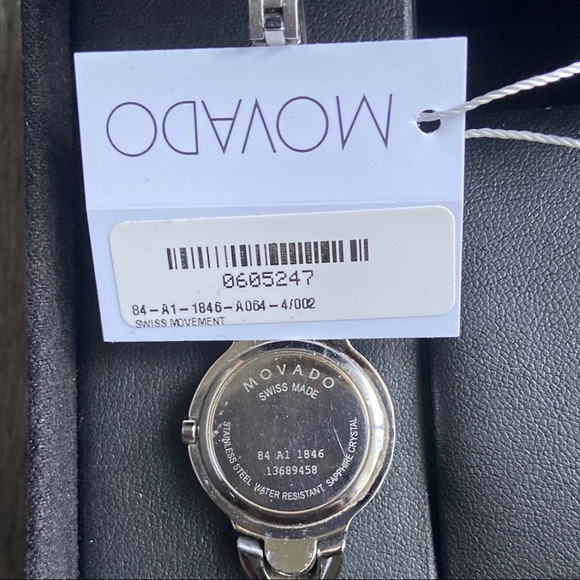 MOVADO
0605247
84-A1-1846-A064-4/002
SWISS MOVEMENT
MOVADO
SWISS MADE
84 A1 1846
13689458
STAINLESS STEEL WATER RESISTANT SAPPHIRE CRYSTAL